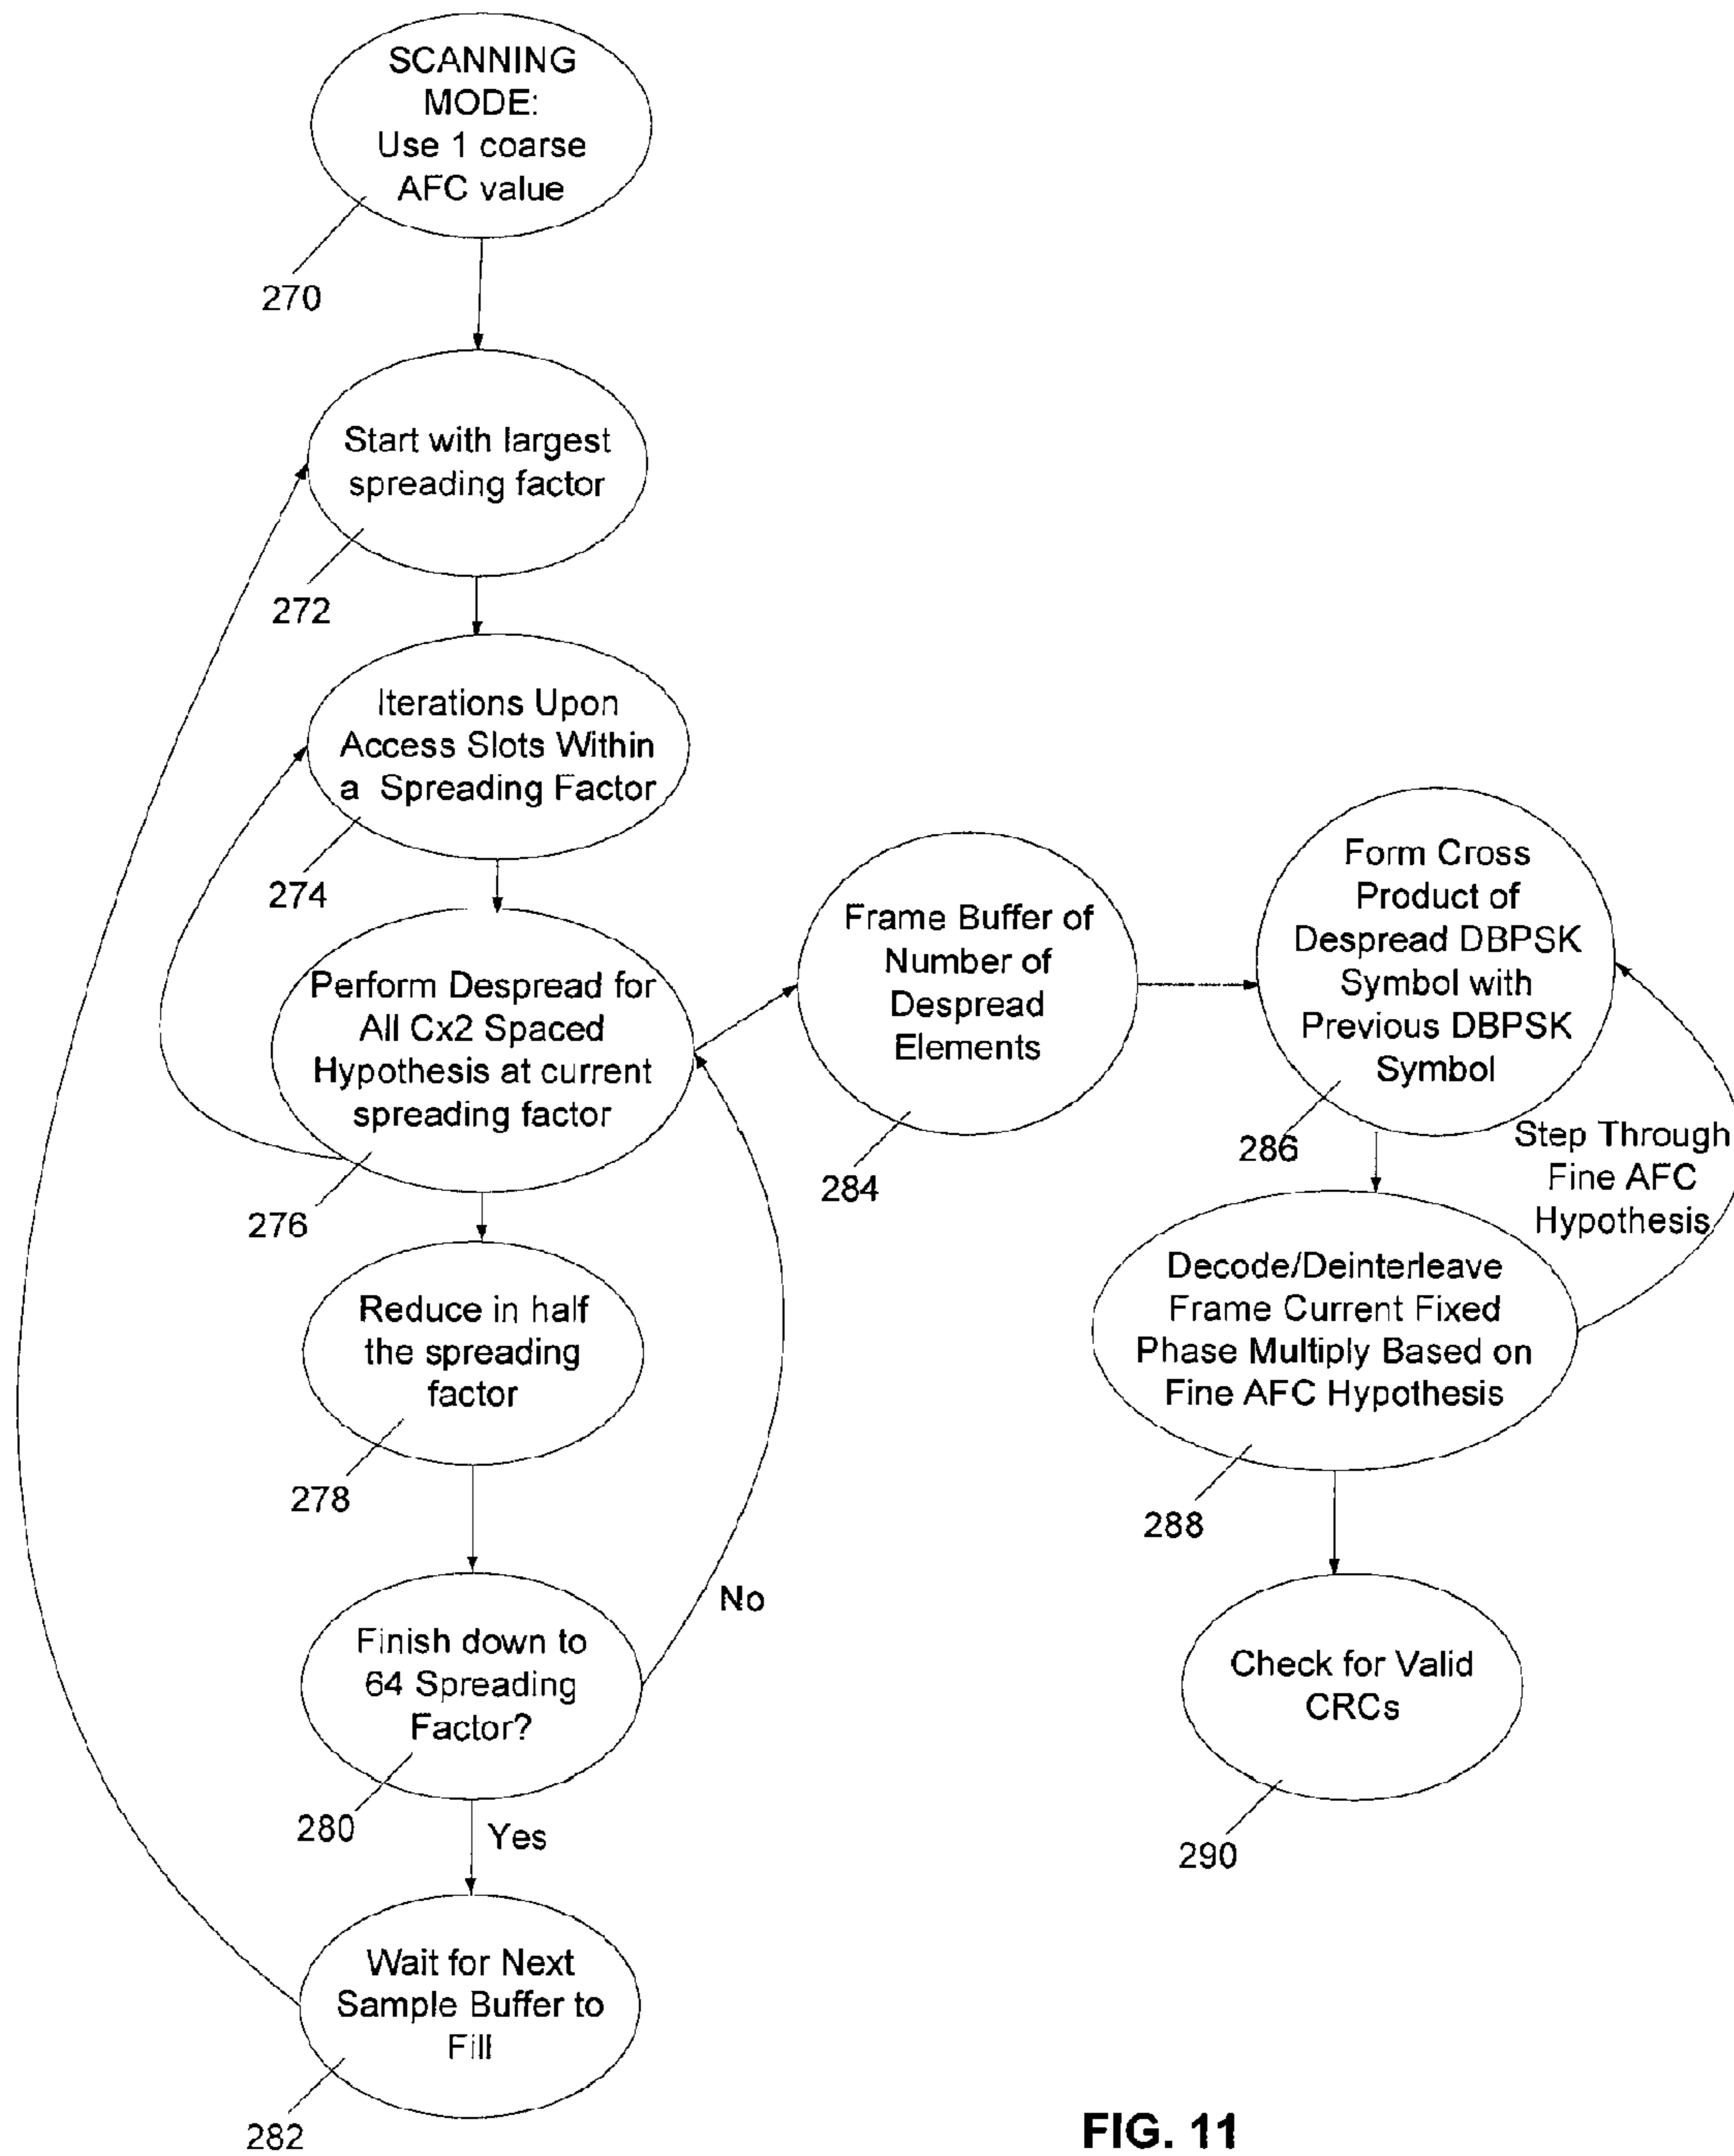 SCANNING
MODE:
Use 1 coarse
AFC value
270
Start with largest
spreading factor
272
Iterations Upon
Access Slots Within
a Spreading Factor
274
Perform Despread for
All Cx2 Spaced
Hypothesis at current
spreading factor
276
Reduce in half
the spreading
factor
278
Finish down to
64 Spreading
Factor?
280
No
Yes
Wait for Next
Sample Buffer to
Fill
282
Frame Buffer of
Number of
Despread
Elements
284
Form Cross
Product of
Despread DBPSK
Symbol with
Previous DBPSK
Symbol
286
Step Through
Fine AFC
Hypothesis
Decode/Deinterleave
Frame Current Fixed
Phase Multiply Based on
Fine AFC Hypothesis
288
Check for Valid
CRCs
290
FIG. 11